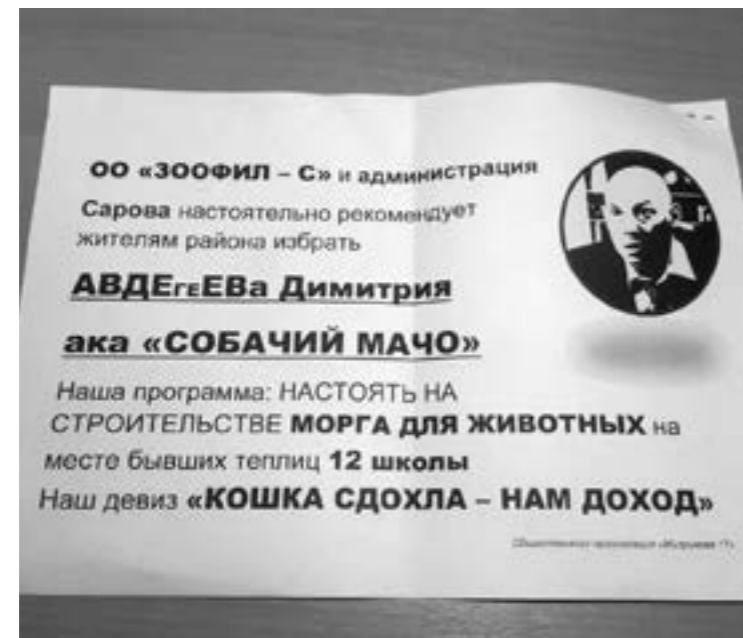 ОО «ЗООФИЛ – С» и администрация
Сарова настоятельно рекомендует
жителям района избрать
АВДЕГЕЕВа Димитрия
ака «СОБАЧИЙ МАЧО»
Наша программа: НАСТОЯТЬ НА
СТРОИТЕЛЬСТВЕ МОРГА ДЛЯ ЖИВОТНЫХ на
месте бывших теплиц 12 школы
Наш девиз «КОШКА СДОХЛА – НАМ ДОХОД»